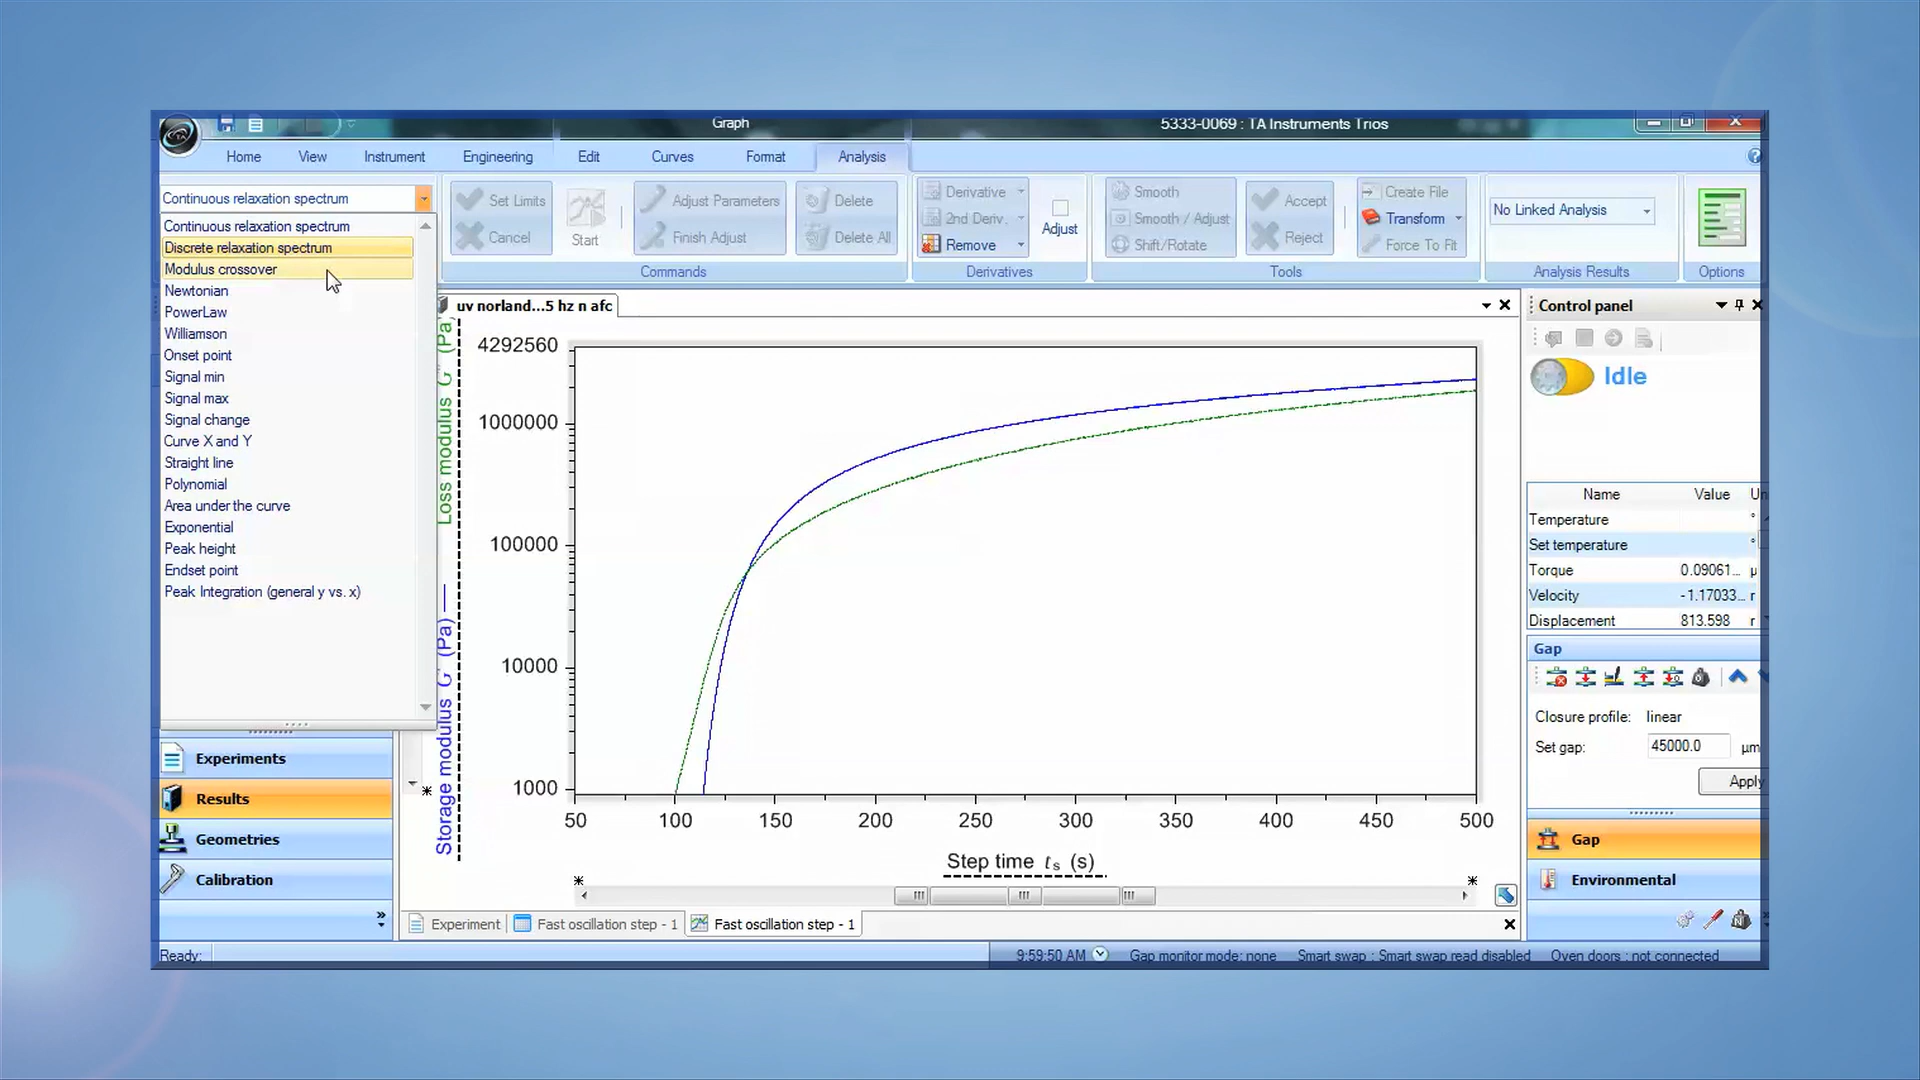 Graph
5333-0069 : TA Instruments Trios
Home
View
Instrument
Engineering
Edit
Curves
Format
Analysis
Continuous relaxation spectrum
Continuous relaxation spectrum
Discrete relaxation spectrum
Modulus crossover
Newtonian
PowerLaw
Williamson
Onset point
Signal min
Signal max
Signal change
Curve X and Y
Straight line
Polynomial
Area under the curve
Exponential
Peak height
Endset point
Peak Integration (general y vs. x)
Set Limits
Cancel
Start
Adjust Parameters
Finish Adjust
Delete
Delete All
Commands
Derivative
2nd Deriv.
Remove
Adjust
Derivatives
Smooth
Smooth / Adjust
Shift/Rotate
Accept
Reject
Create File
Transform
Force To Fit
Tools
No Linked Analysis
Analysis Results
Options
uv norland...5 hz n afc
Loss modulus G'' (Pa)
Storage modulus G' (Pa)
4292560
1000000
100000
10000
1000
50
100
150
200
250
300
350
400
450
500
Step time ts (s)
Experiment
Fast oscillation step - 1
Fast oscillation step - 1
Experiments
Results
Geometries
Calibration
Control panel
Idle
Name Value
Temperature °
Set temperature °
Torque 0.09061... µ
Velocity -1.17033... r
Displacement 813.598 r
Gap
Closure profile: linear
Set gap: 45000.0 µm
Apply
Gap
Environmental
Ready:
9:59:50 AM
Gap monitor mode: none
Smart swap : Smart swap read disabled
Oven doors : not connected